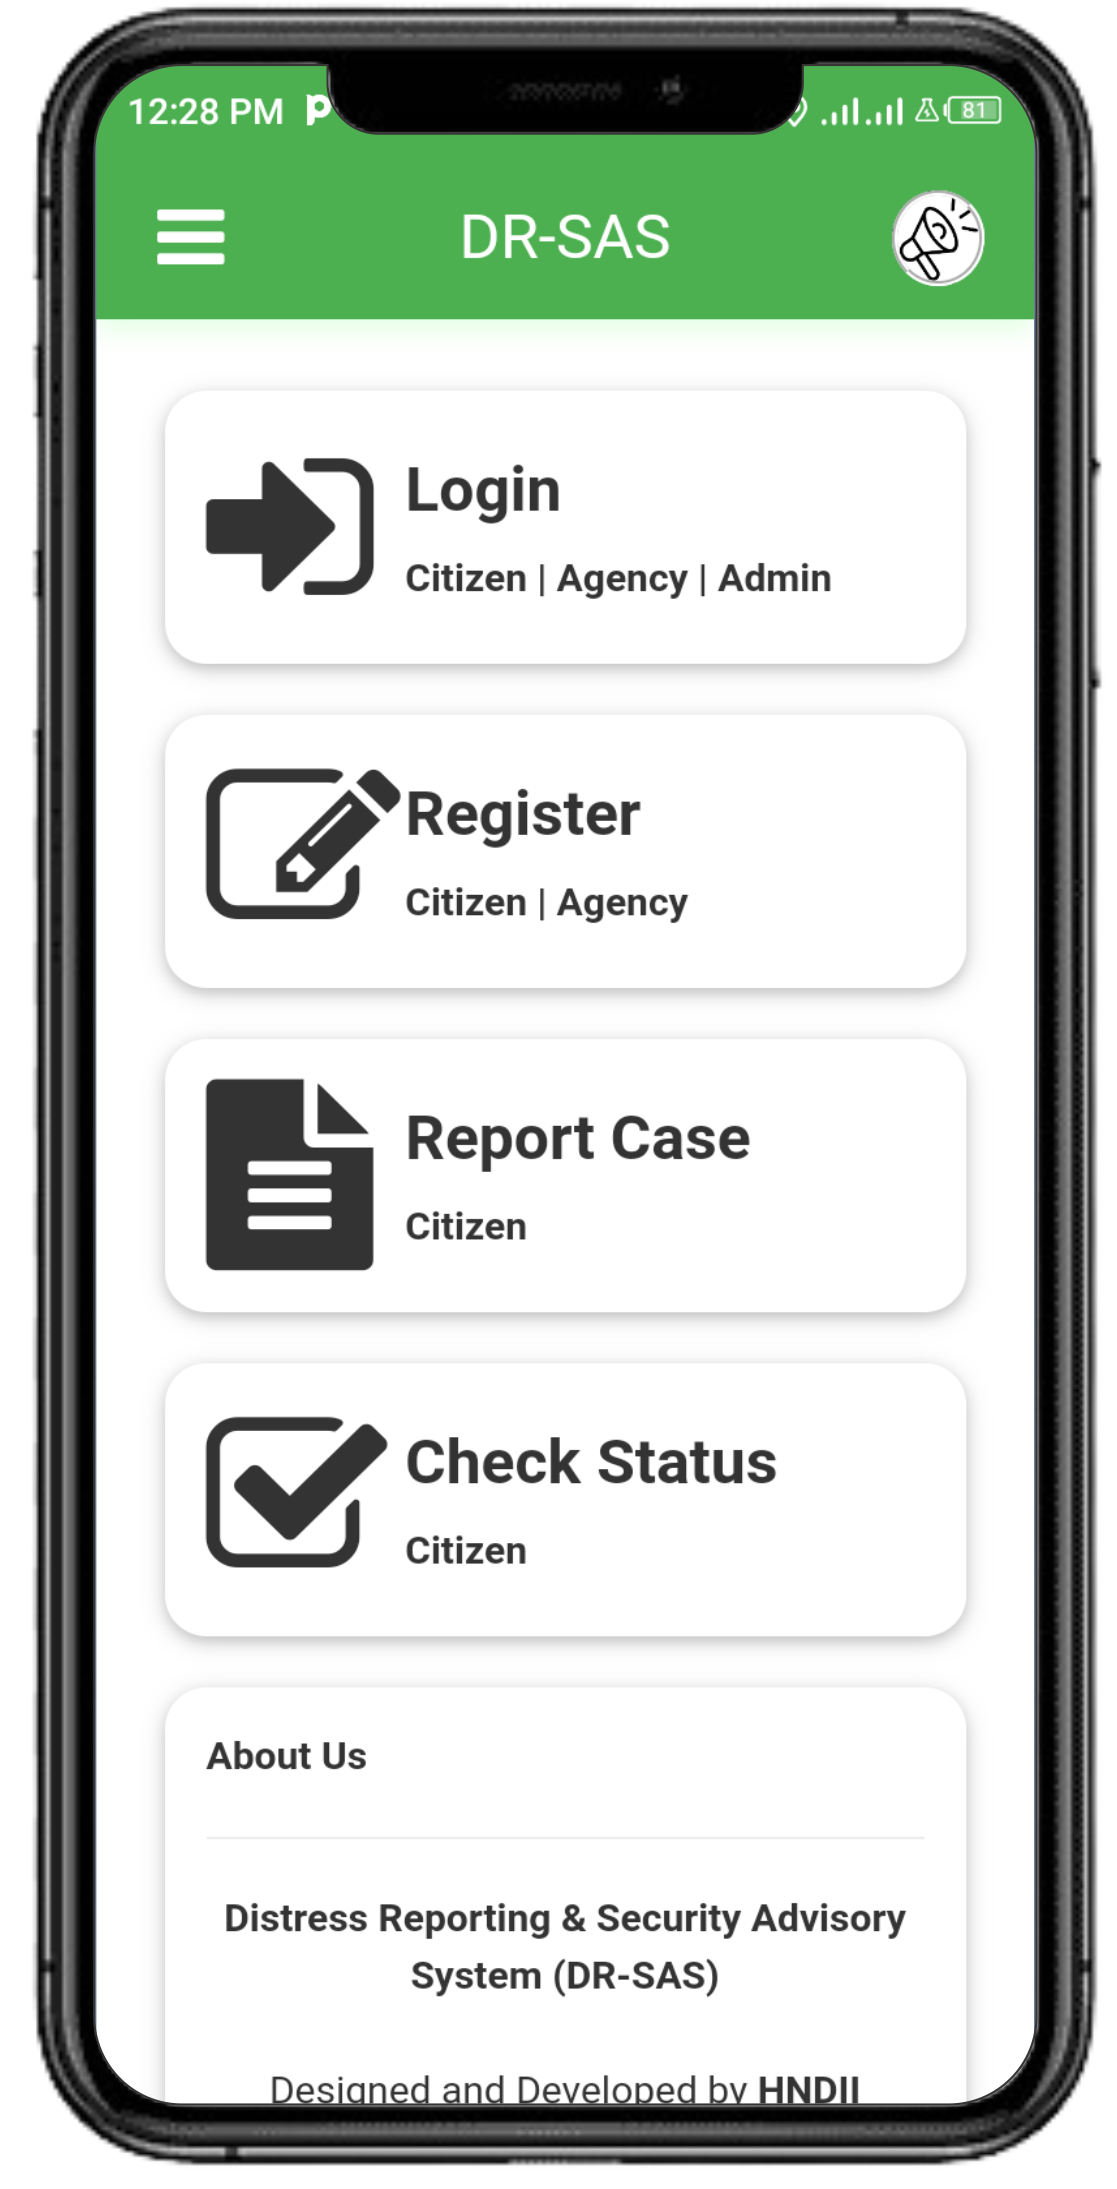 12:28 PM
81
DR-SAS
Login
Citizen | Agency | Admin
Register
Citizen | Agency
Report Case
Citizen
Check Status
Citizen
About Us
Distress Reporting & Security Advisory
System (DR-SAS)
Designed and Developed by HNDII